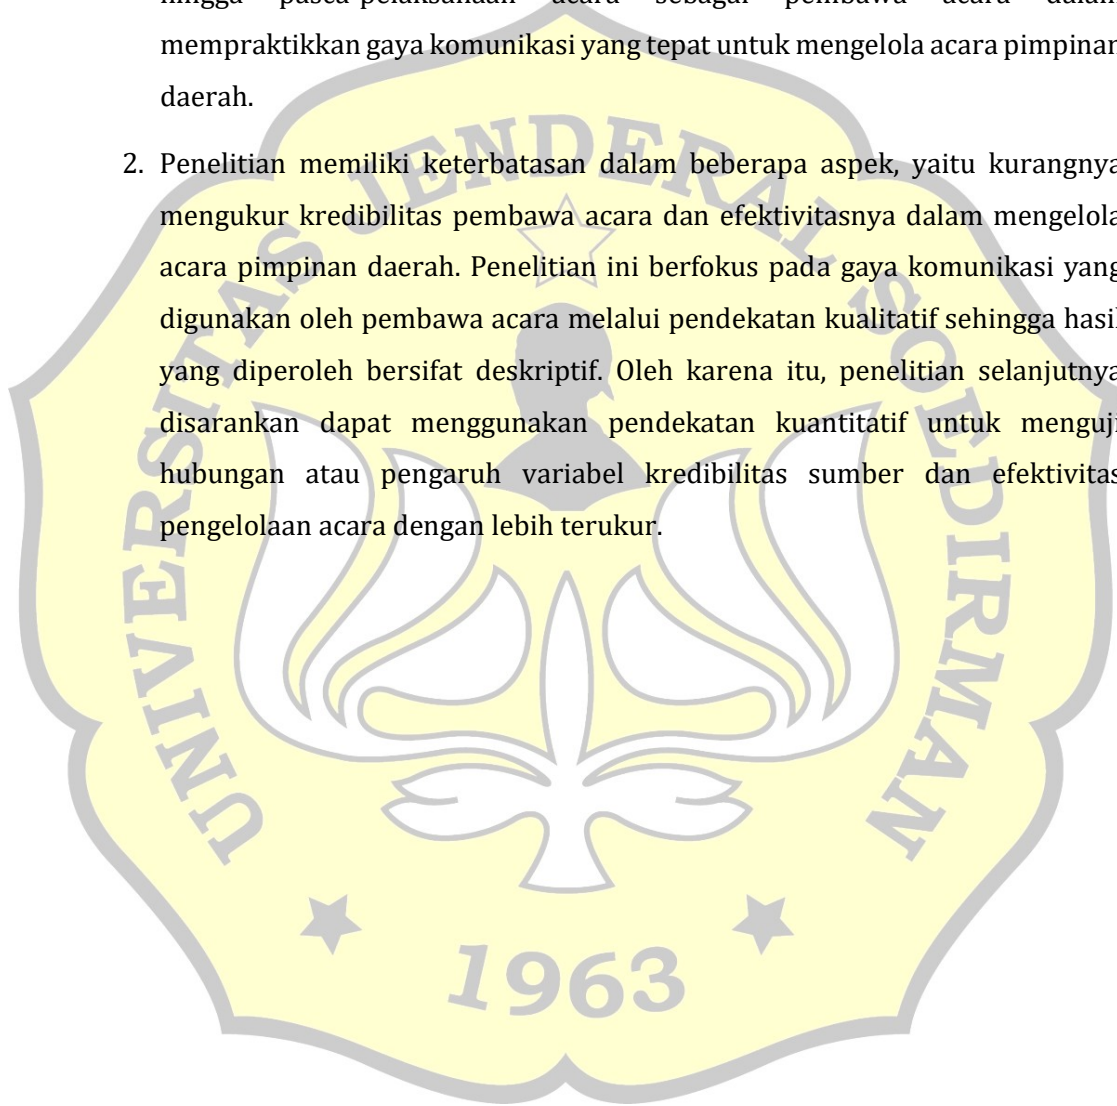 hingga pasca-pelaksanaan acara sebagai pembawa acara dalam
mempraktikkan gaya komunikasi yang tepat untuk mengelola acara pimpinan
daerah.
2. Penelitian memiliki keterbatasan dalam beberapa aspek, yaitu kurangnya
mengukur kredibilitas pembawa acara dan efektivitasnya dalam mengelola
acara pimpinan daerah. Penelitian ini berfokus pada gaya komunikasi yang
digunakan oleh pembawa acara melalui pendekatan kualitatif sehingga hasil
yang diperoleh bersifat deskriptif. Oleh karena itu, penelitian selanjutnya
disarankan dapat menggunakan pendekatan kuantitatif untuk menguji
hubungan atau pengaruh variabel kredibilitas sumber dan efektivitas
pengelolaan acara dengan lebih terukur.
UNIVERSITAS JENDERAL SOEDIRMAN
1963